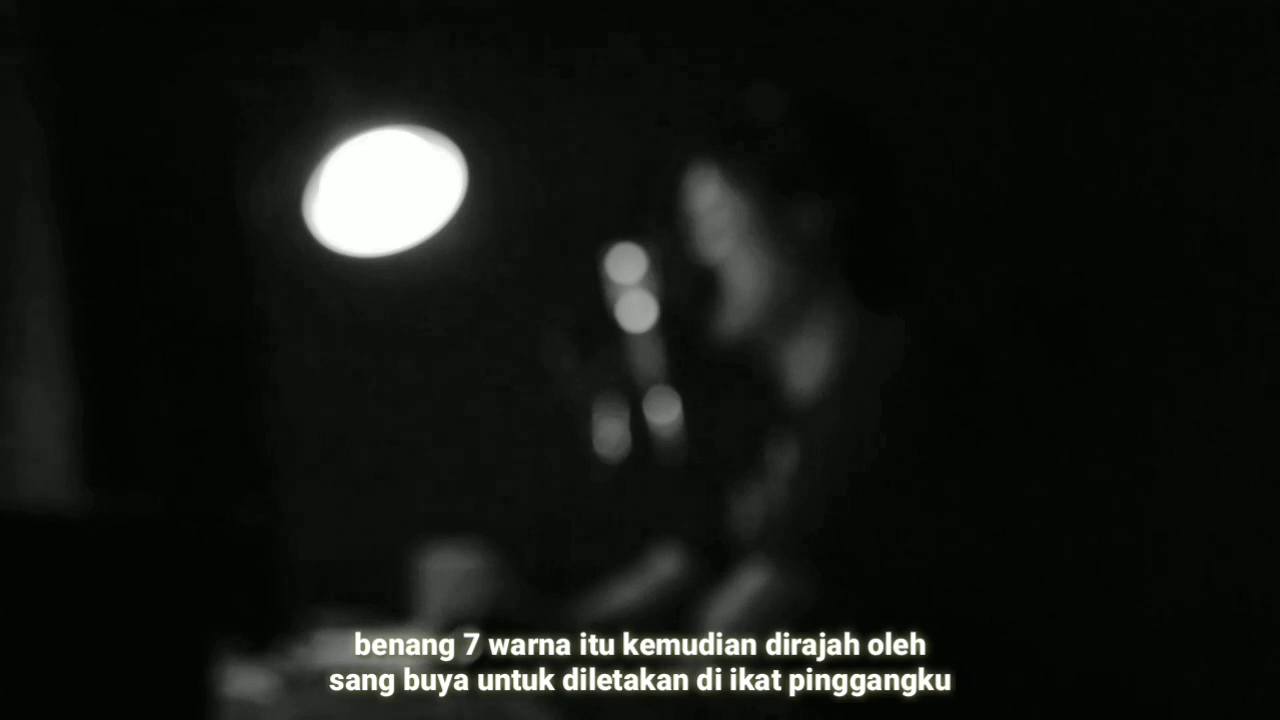 benang 7 warna itu kemudian dirajah oleh
sang buya untuk diletakan di ikat pinggangku